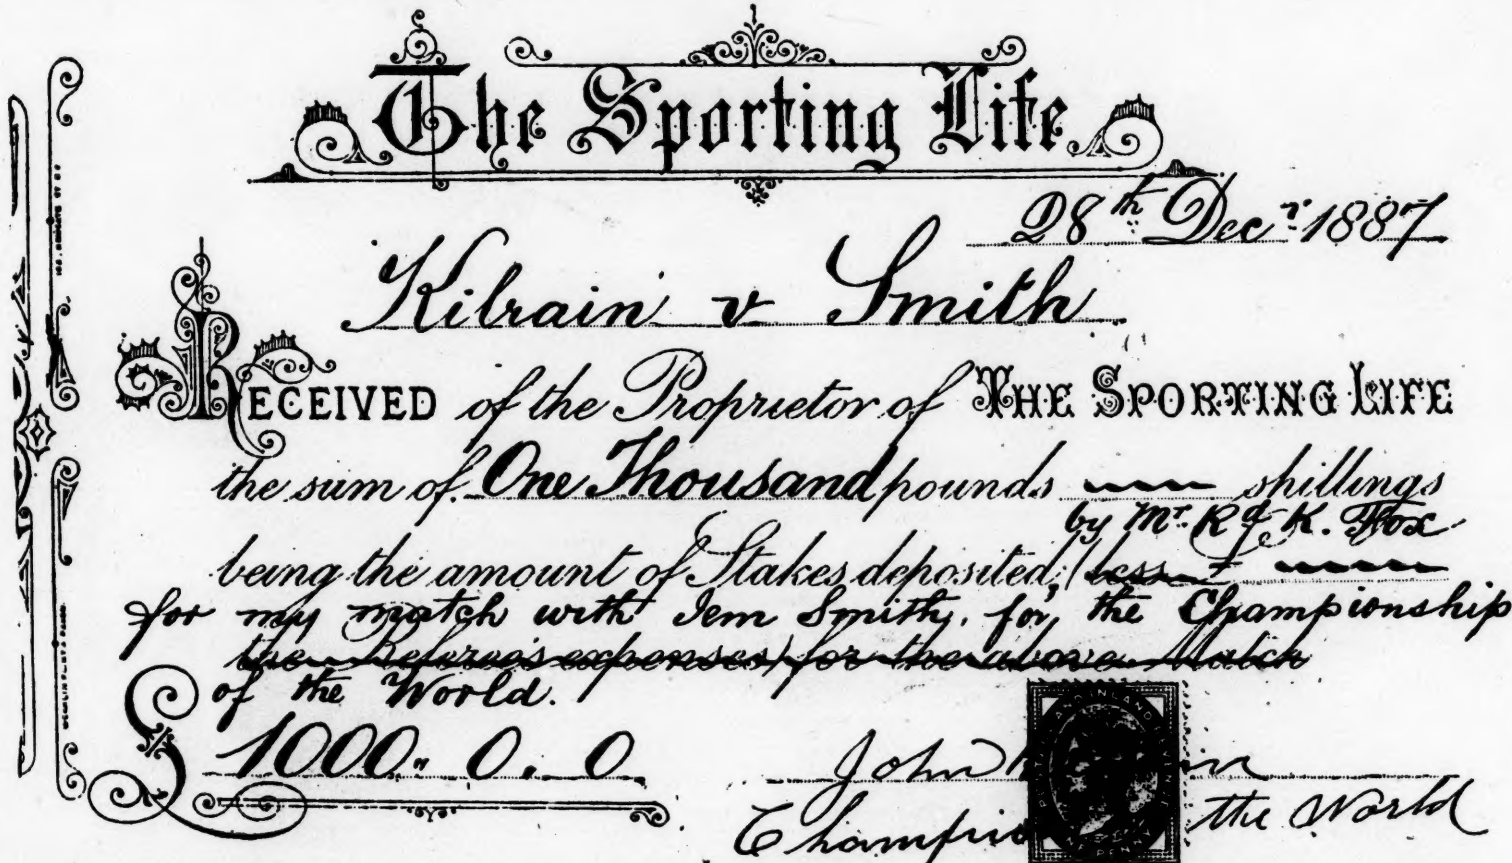 The Sporting Life
28th Decr 1887
Kilrain v Smith
RECEIVED of the Proprietor of THE SPORTING LIFE
the sum of One Thousand pounds shillings
by Mr. Rd K. Fox
being the amount of Stakes deposited, (less £
for my match with Jem Smith, for the Championship
the Referee's expenses) for the above Match
of the World.
£1000. 0. 0.
John
Champion the World